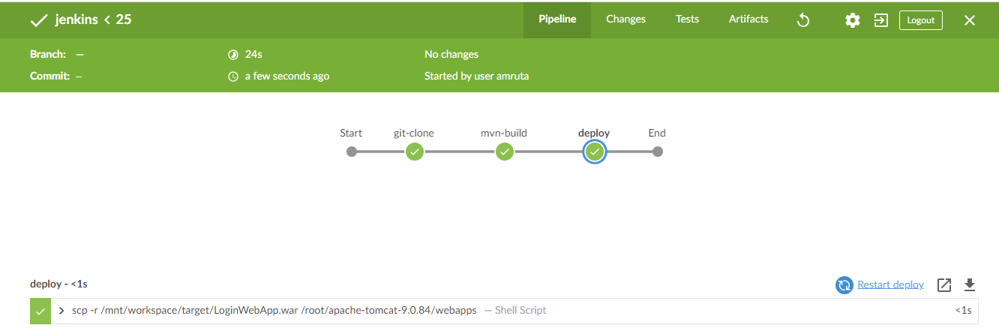 jenkins < 25 Pipeline Changes Tests Artifacts Logout
Branch: — 24s No changes
Commit: — a few seconds ago Started by user amruta
Start git-clone mvn-build deploy End
deploy - <1s Restart deploy
scp -r /mnt/workspace/target/LoginWebApp.war /root/apache-tomcat-9.0.84/webapps — Shell Script <1s